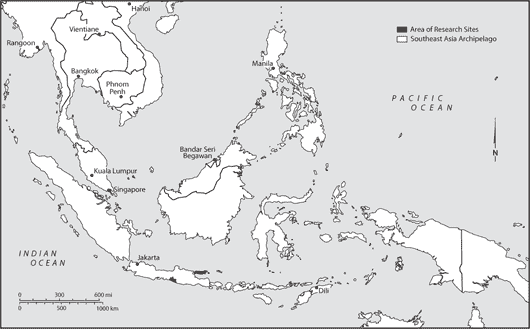 Hanoi
Vientiane
Rangoon
Bangkok
Phnom
Penh
Manila
Area of Research Sites
Southeast Asia Archipelago
PACIFIC
OCEAN
N
Bandar Seri
Begawan
Kuala Lumpur
Singapore
INDIAN
OCEAN
Jakarta
Dili
0 300 600 mi
0 500 1000 km